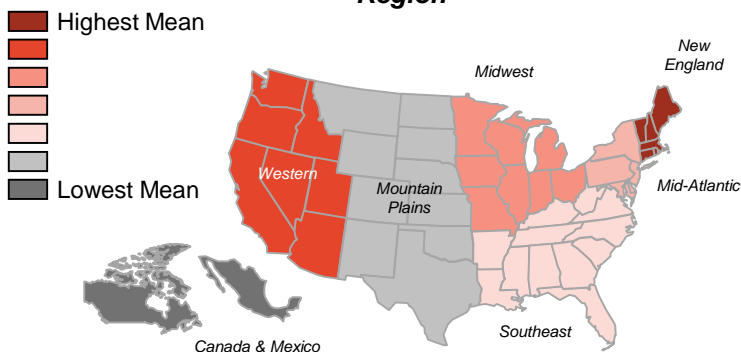 Region
Highest Mean
New
England
Midwest
Western
Mountain
Plains
Mid-Atlantic
Lowest Mean
Southeast
Canada & Mexico